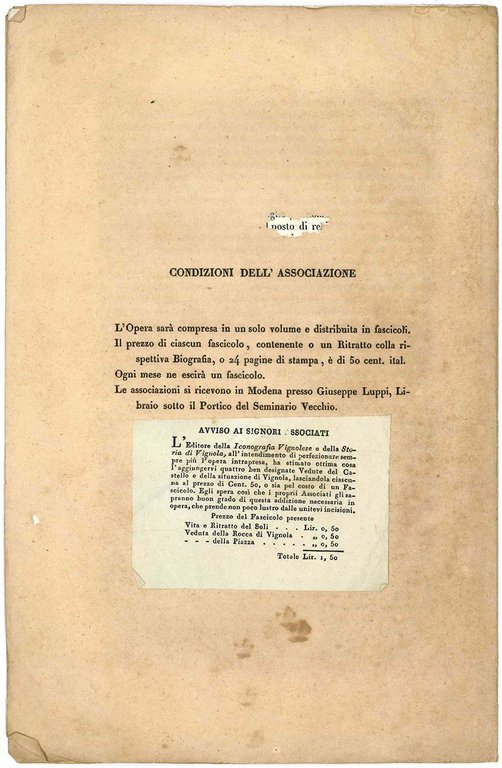 posto di re
CONDIZIONI DELL' ASSOCIAZIONE
L'Opera sarà compresa in un solo volume e distribuita in fascicoli.
Il prezzo di ciascun fascicolo, contenente o un Ritratto colla ri-
spettiva Biografia, o 24 pagine di stampa, è di 50 cent. ital.
Ogni mese ne escirà un fascicolo.
Le associazioni si ricevono in Modena presso Giuseppe Luppi, Li-
braio sotto il Portico del Seminario Vecchio.
AVVISO AI SIGNORI SSOCIATI
L'Editore della Iconografia Vignolese e della Sto-
ria di Vignola, all'intendimento di perfezionare sem-
pre più l'opera intrapresa, ha stimato ottima cosa
l'aggiungervi quattro ben designate Vedute del Ca-
stello e della situazione di Vignola, lasciandola ciascu-
na al prezzo di Cent. 50, o sia pel costo di un Fa-
scicolo. Egli spera così che i proprj Associati gli sa-
pranno buon grado di questa addizione necessaria in
opera, che prende non poco lustro dalle unitevi incisioni.
Prezzo del Fascicolo presente
Vita e Ritratto del Soli . . . Lir. 0, 50
Veduta della Rocca di Vignola . „ 0, 50
- - - della Piazza . . . . . . „ 0, 50
Totale Lir. 1, 50